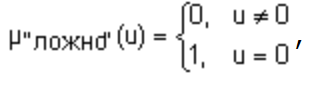 μ"ложно"(u) = {0, u ≠ 0
1, u = 0,